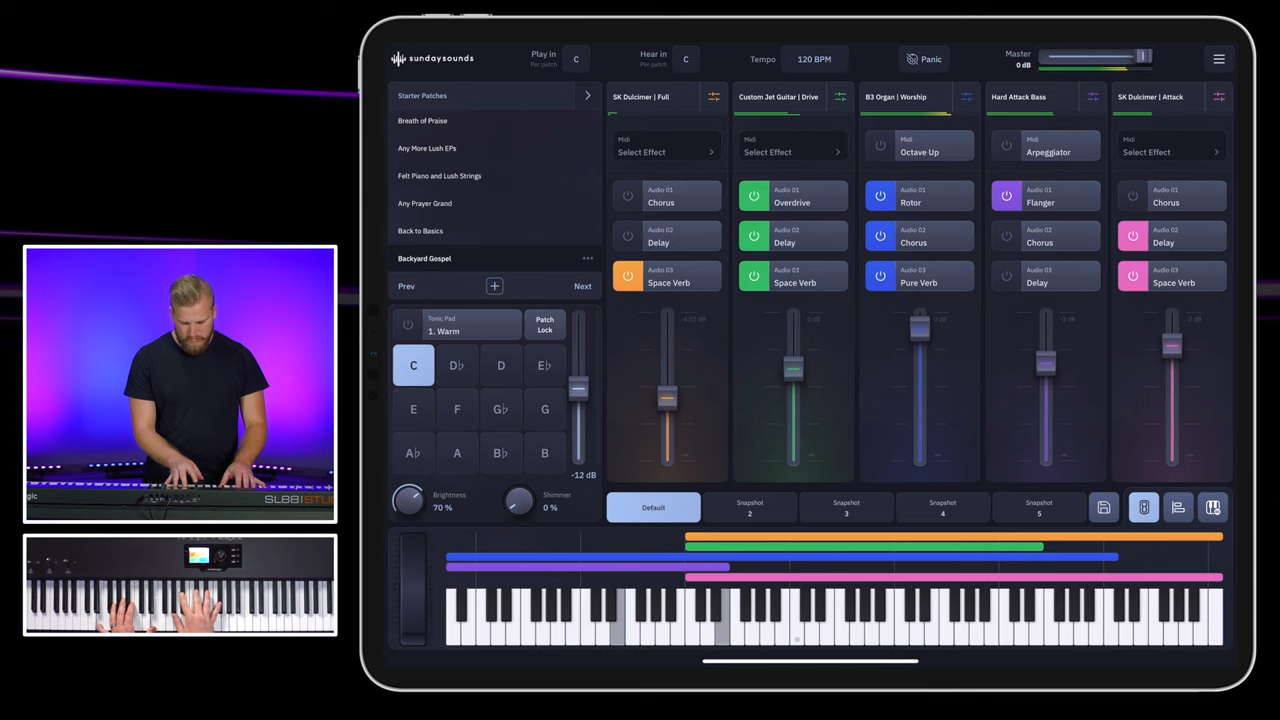 sundaysounds
Play in
Per patch
C
Hear in
Per patch
C
Tempo
120 BPM
Panic
Master
0 dB
Starter Patches
Breath of Praise
Any More Lush EPs
Felt Piano and Lush Strings
Any Prayer Grand
Back to Basics
Backyard Gospel
Prev
Next
SK Dulcimer | Full
Custom Jet Guitar | Drive
B3 Organ | Worship
Hard Attack Bass
SK Dulcimer | Attack
Midi
Select Effect
Midi
Select Effect
Midi
Octave Up
Midi
Arpeggiator
Midi
Select Effect
Audio 01
Chorus
Audio 01
Overdrive
Audio 01
Rotor
Audio 01
Flanger
Audio 01
Chorus
Audio 02
Delay
Audio 02
Delay
Audio 02
Chorus
Audio 02
Chorus
Audio 02
Delay
Audio 03
Space Verb
Audio 03
Space Verb
Audio 03
Pure Verb
Audio 03
Delay
Audio 03
Space Verb
0 dB
0 dB
-2 dB
Tonic Pad
1. Warm
Patch
Lock
C
D♭
D
E♭
E
F
G♭
G
A♭
A
B♭
B
-12 dB
Brightness
70 %
Shimmer
0 %
Default
Snapshot
2
Snapshot
3
Snapshot
4
Snapshot
5
SL88 STU